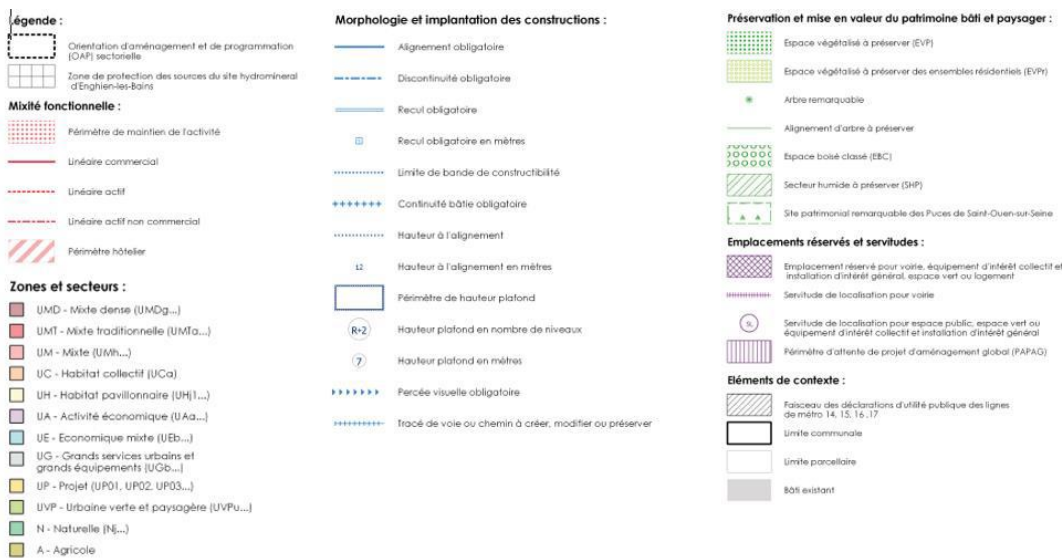 Légende :
Orientation d'aménagement et de programmation
(OAP) sectorielle
Zone de protection des sources du site hydrominéral
d'Enghien-les-Bains
Mixité fonctionnelle :
Périmètre de maintien de l'activité
Linéaire commercial
Linéaire actif
Linéaire actif non commercial
Périmètre hôtelier
Zones et secteurs :
UMD - Mixte dense (UMDg...)
UMT - Mixte traditionnelle (UMTa...)
UM - Mixte (UMh...)
UC - Habitat collectif (UCa)
UH - Habitat pavillonnaire (UHj1...)
UA - Activité économique (UAa...)
UE - Economique mixte (UEb...)
UG - Grands services urbains et
grands équipements (UGb...)
UP - Projet (UP01, UP02, UP03...)
UVP - Urbaine verte et paysagère (UVPu...)
N - Naturelle (Nj...)
A - Agricole
Morphologie et implantation des constructions :
Alignement obligatoire
Discontinuité obligatoire
Recul obligatoire
Recul obligatoire en mètres
Limite de bande de constructibilité
Continuité bâtie obligatoire
Hauteur à l'alignement
12 Hauteur à l'alignement en mètres
Périmètre de hauteur plafond
R+2 Hauteur plafond en nombre de niveaux
7 Hauteur plafond en mètres
Percée visuelle obligatoire
Tracé de voie ou chemin à créer, modifier ou préserver
Préservation et mise en valeur du patrimoine bâti et paysager :
Espace végétalisé à préserver (EVP)
Espace végétalisé à préserver des ensembles résidentiels (EVPr)
Arbre remarquable
Alignement d'arbre à préserver
Espace boisé classé (EBC)
Secteur humide à préserver (SHP)
Site patrimonial remarquable des Puces de Saint-Ouen-sur-Seine
Emplacements réservés et servitudes :
Emplacement réservé pour voirie, équipement d'intérêt collectif et
installation d'intérêt général, espace vert ou logement
Servitude de localisation pour voirie
SL Servitude de localisation pour espace public, espace vert ou
équipement d'intérêt collectif et installation d'intérêt général
Périmètre d'attente de projet d'aménagement global (PAPAG)
Eléments de contexte :
Faisceau des déclarations d'utilité publique des lignes
de métro 14, 15, 16 ,17
Limite communale
Limite parcellaire
Bâti existant